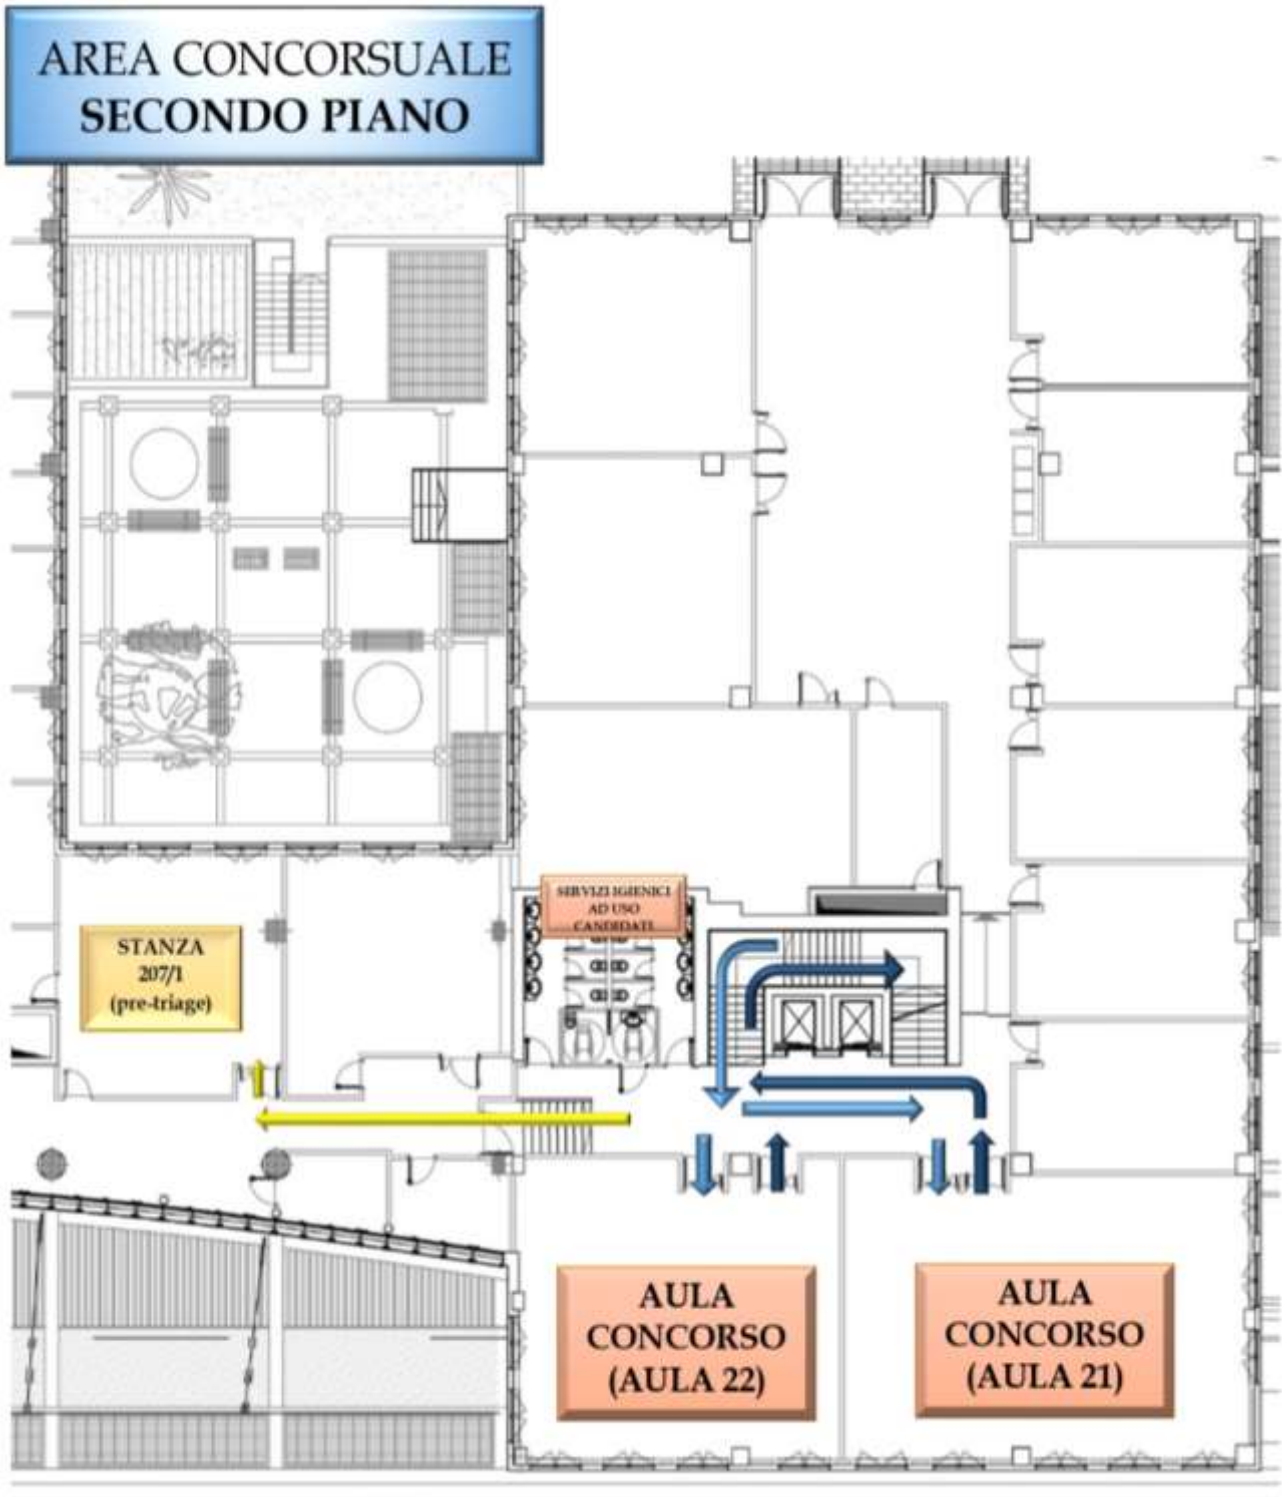 AREA CONCORSUALE
SECONDO PIANO
SERVIZI IGIENICI
AD USO
CANDIDATI
STANZA
207/1
(pre-triage)
AULA
CONCORSO
(AULA 22)
AULA
CONCORSO
(AULA 21)